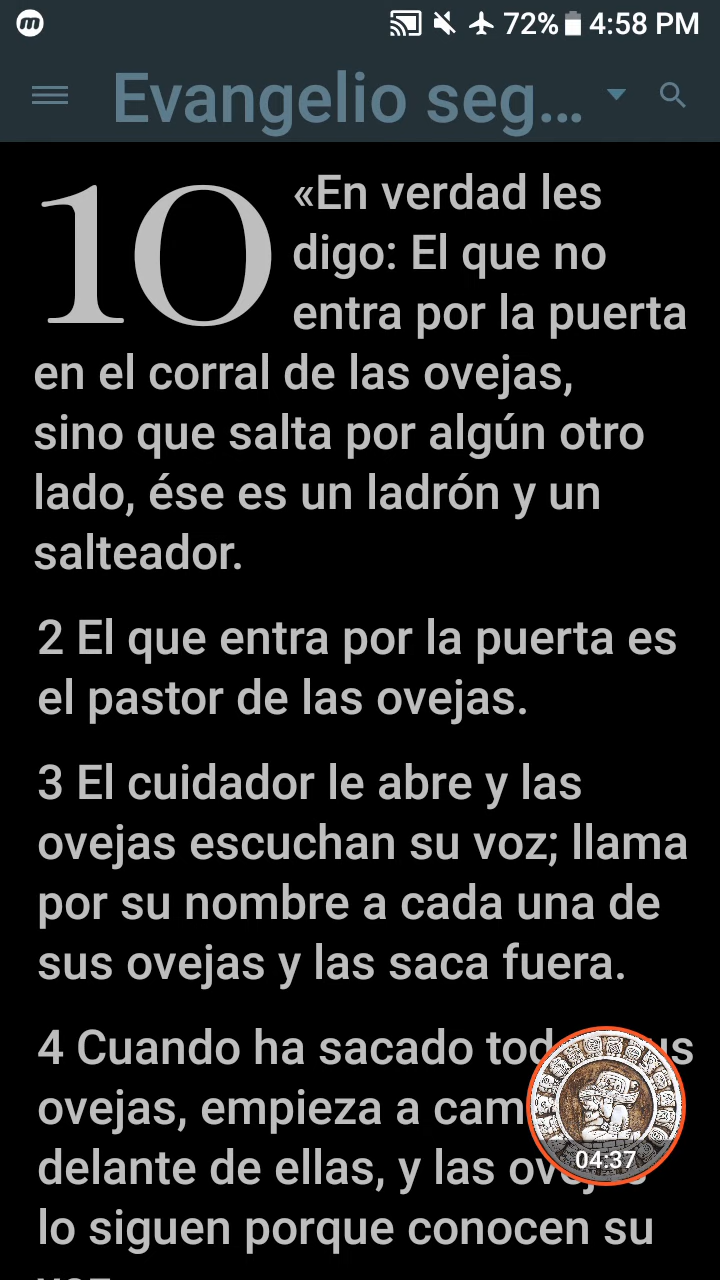 m
72% 4:58 PM
Evangelio seg...
10 «En verdad les
digo: El que no
entra por la puerta
en el corral de las ovejas,
sino que salta por algún otro
lado, ése es un ladrón y un
salteador.
2 El que entra por la puerta es
el pastor de las ovejas.
3 El cuidador le abre y las
ovejas escuchan su voz; llama
por su nombre a cada una de
sus ovejas y las saca fuera.
4 Cuando ha sacado
ovejas, empieza a
delante de ellas, y las
04:37
lo siguen porque conocen su